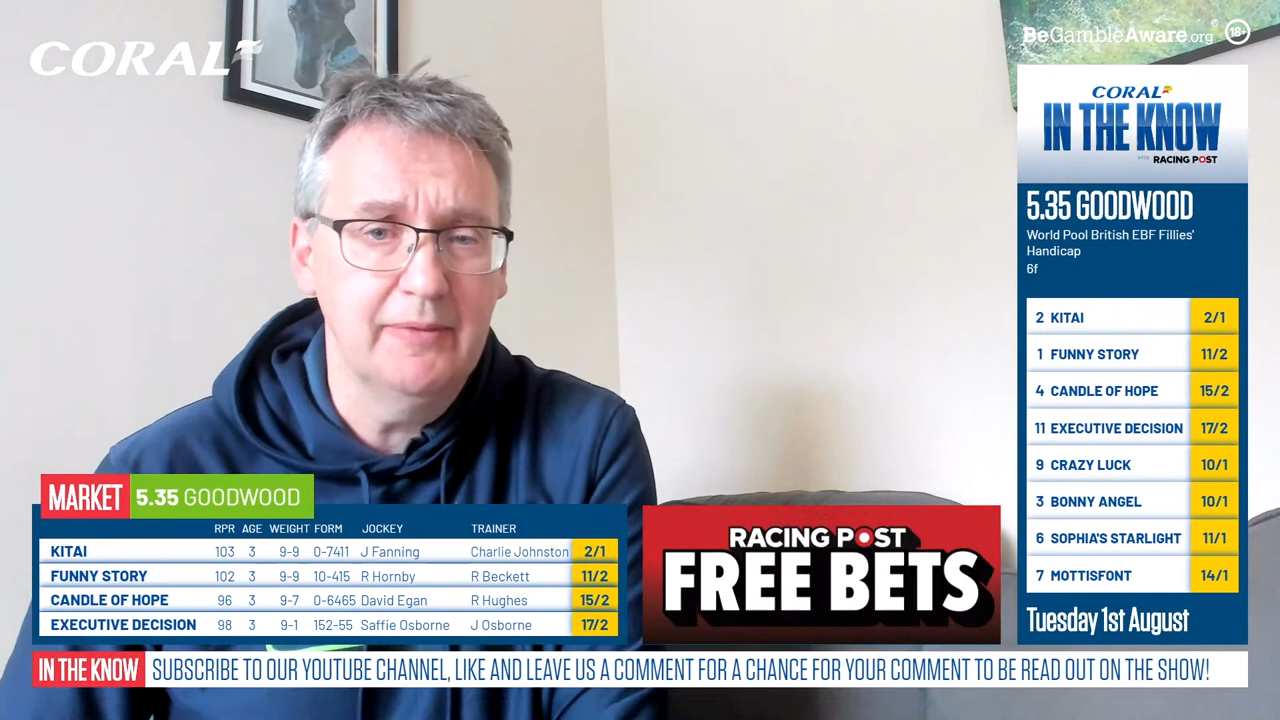 CORAL
BeGambleAware.org® 18+
CORAL
IN THE KNOW
WITH RACING POST
5.35 GOODWOOD
World Pool British EBF Fillies'
Handicap
6f
2 KITAI 2/1
1 FUNNY STORY 11/2
4 CANDLE OF HOPE 15/2
11 EXECUTIVE DECISION 17/2
9 CRAZY LUCK 10/1
3 BONNY ANGEL 10/1
6 SOPHIA'S STARLIGHT 11/1
7 MOTTISFONT 14/1
Tuesday 1st August
MARKET 5.35 GOODWOOD
RPR AGE WEIGHT FORM JOCKEY TRAINER
KITAI 103 3 9-9 0-7411 J Fanning Charlie Johnston 2/1
FUNNY STORY 102 3 9-9 10-415 R Hornby R Beckett 11/2
CANDLE OF HOPE 96 3 9-7 0-6465 David Egan R Hughes 15/2
EXECUTIVE DECISION 98 3 9-1 152-55 Saffie Osborne J Osborne 17/2
RACING POST
FREE BETS
IN THE KNOW SUBSCRIBE TO OUR YOUTUBE CHANNEL, LIKE AND LEAVE US A COMMENT FOR A CHANCE FOR YOUR COMMENT TO BE READ OUT ON THE SHOW!